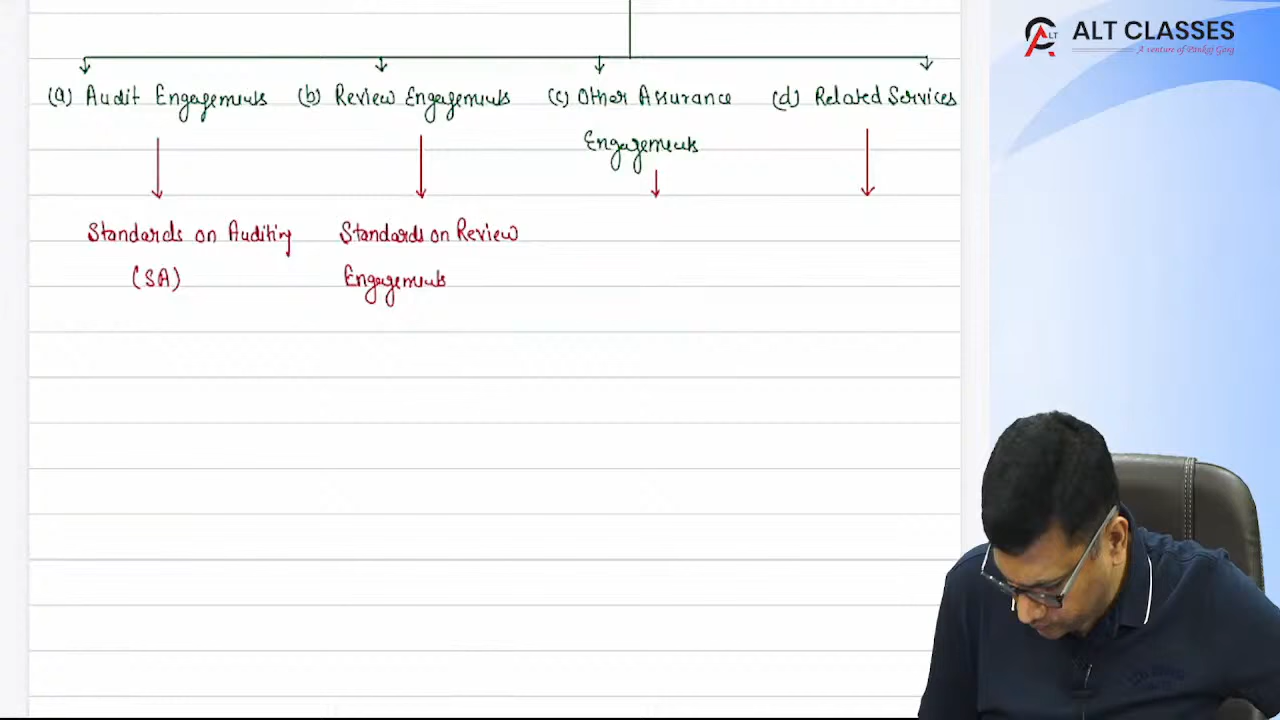 ALT CLASSES
A venture of Pankaj Garg
(a) Audit Engagements (b) Review Engagements (c) Other Assurance Engagements (d) Related Services
Standards on Auditing (SA)
Standards on Review Engagements